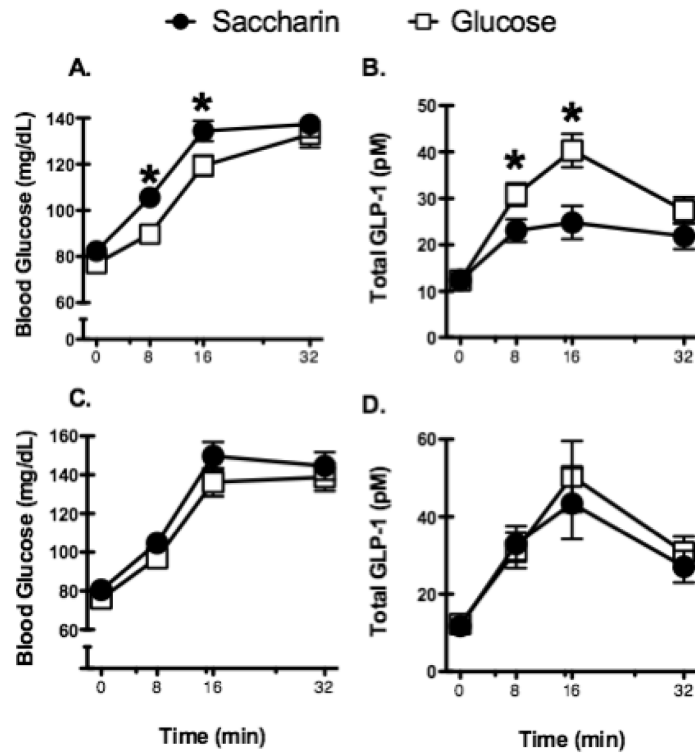 Saccharin Glucose
A. B.
* *
* *
Blood Glucose (mg/dL)
140
120
100
80
60
0
0 8 16 32
Total GLP-1 (pM)
50
40
30
20
10
0
0 8 16 32
C. D.
Blood Glucose (mg/dL)
160
140
120
100
80
60
0 8 16 32
Time (min)
Total GLP-1 (pM)
60
40
20
0
0 8 16 32
Time (min)